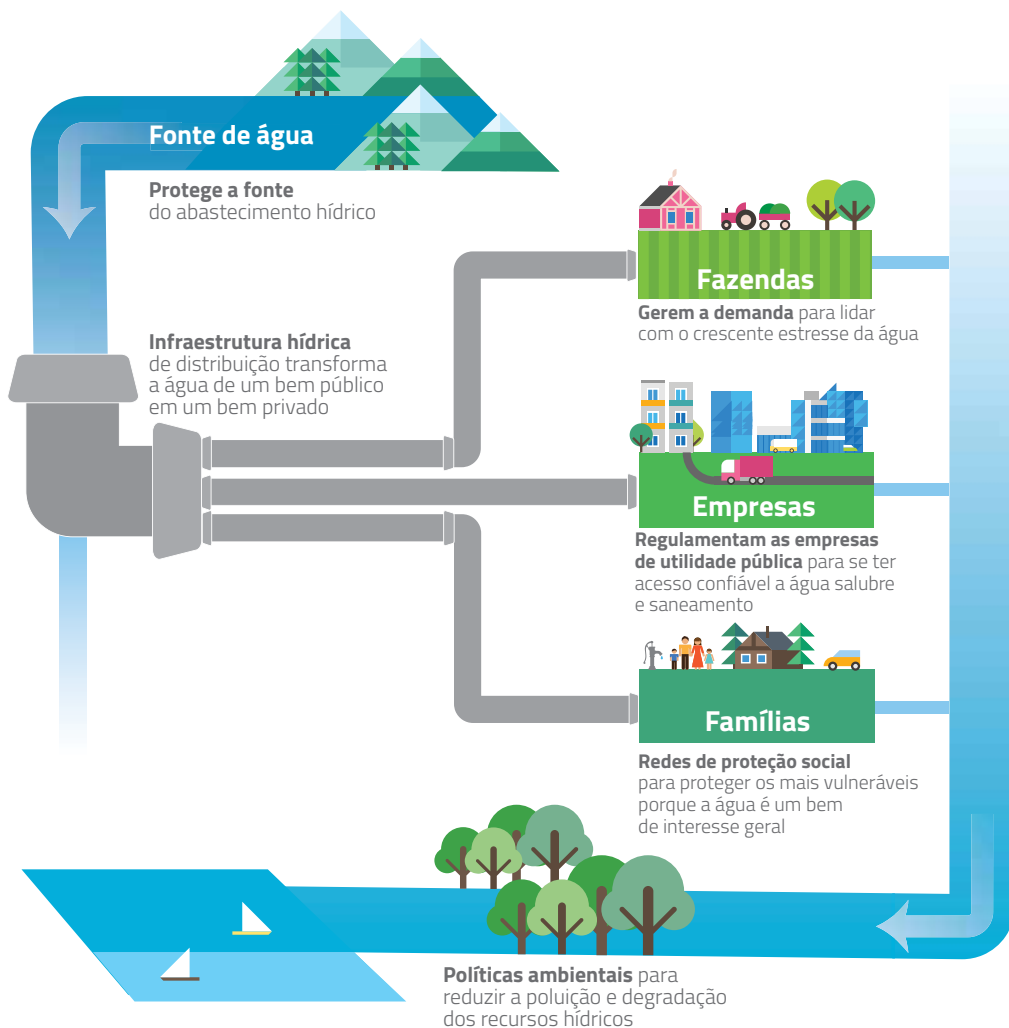 Fonte de água
Protege a fonte
do abastecimento hídrico
Infraestrutura hídrica
de distribuição transforma
a água de um bem público
em um bem privado
Fazendas
Gerem a demanda para lidar
com o crescente estresse da água
Empresas
Regulamentam as empresas
de utilidade pública para se ter
acesso confiável a água salubre
e saneamento
Famílias
Redes de proteção social
para proteger os mais vulneráveis
porque a água é um bem
de interesse geral
Políticas ambientais para
reduzir a poluição e degradação
dos recursos hídricos